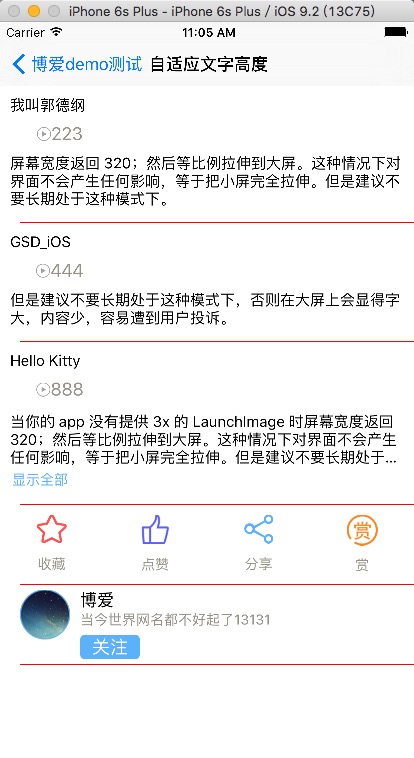 iPhone 6s Plus - iPhone 6s Plus / iOS 9.2 (13C75)
Carrier 11:05 AM
博爱demo测试 自适应文字高度
我叫郭德纲
223
屏幕宽度返回 320；然后等比例拉伸到大屏。这种情况下对
界面不会产生任何影响，等于把小屏完全拉伸。但是建议不
要长期处于这种模式下。
GSD_iOS
444
但是建议不要长期处于这种模式下，否则在大屏上会显得字
大，内容少，容易遭到用户投诉。
Hello Kitty
888
当你的 app 没有提供 3x 的 LaunchImage 时屏幕宽度返回
320；然后等比例拉伸到大屏。这种情况下对界面不会产生
任何影响，等于把小屏完全拉伸。但是建议不要长期处于...
显示全部
赏
收藏 点赞 分享 赏
博爱
当今世界网名都不好起了13131
关注